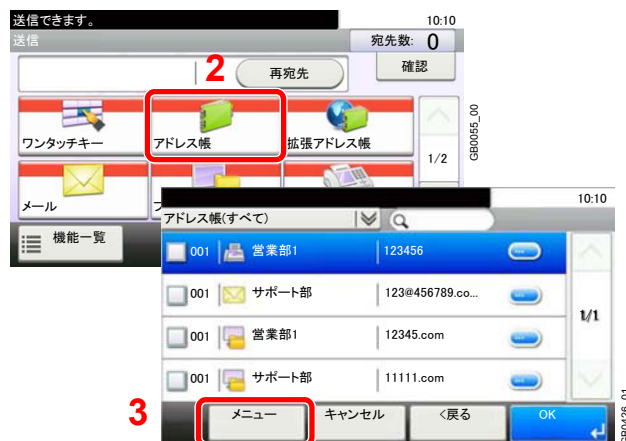 送信できます。 10:10
送信 宛先数: 0
2 再宛先 確認
ワンタッチキー アドレス帳 拡張アドレス帳 1/2
メール
機能一覧
GB0055_00
10:10
アドレス帳(すべて)
001 営業部1 123456
001 サポート部 123@456789.co...
001 営業部1 12345.com
001 サポート部 11111.com
1/1
3 メニュー キャンセル <戻る OK